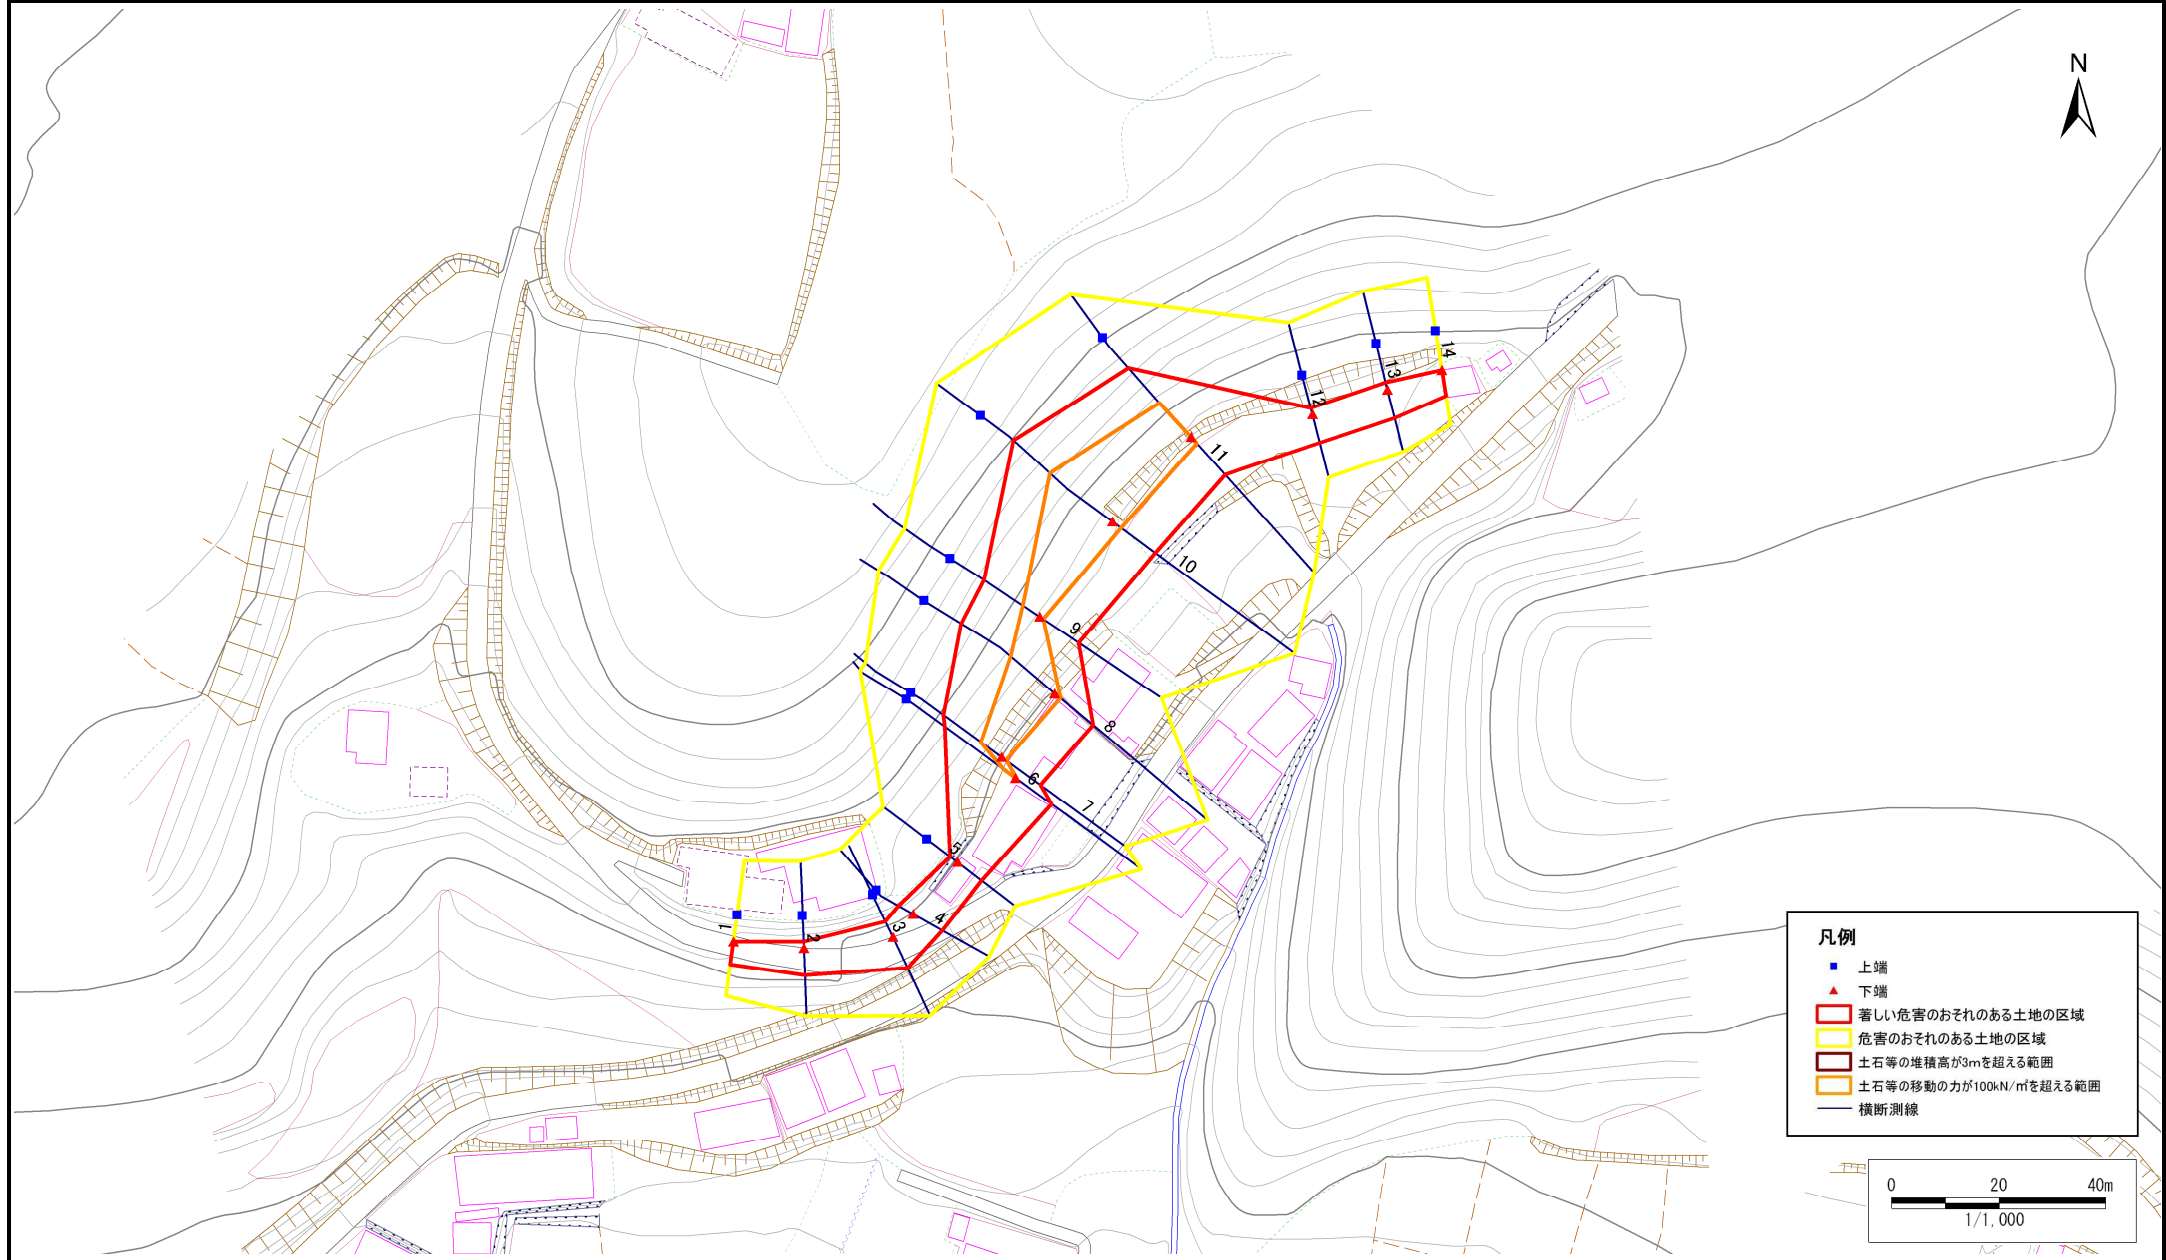 N
14
13
12
11
10
9
8
6
7
5
4
3
2
1
凡例
上端
下端
著しい危害のおそれのある土地の区域
危害のおそれのある土地の区域
土石等の堆積高が3mを超える範囲
土石等の移動の力が100kN/㎡を超える範囲
横断測線
0 20 40m
1/1,000